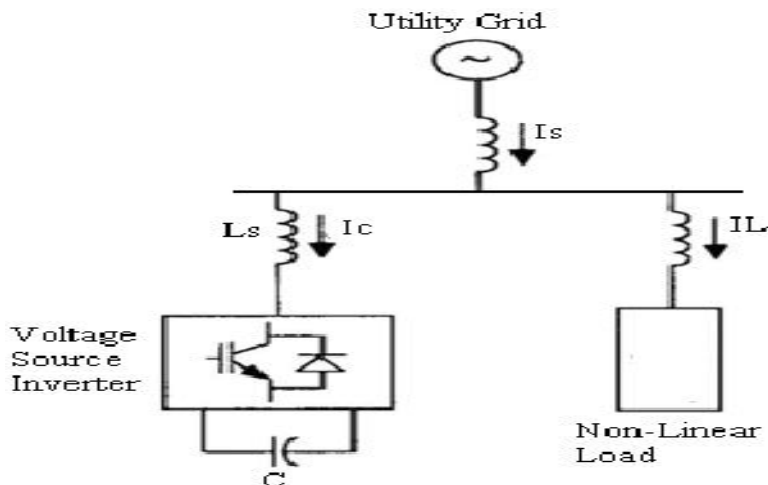 Utility Grid
~
Is
Ls
Ic
IL
Voltage
Source
Inverter
C
Non-Linear
Load